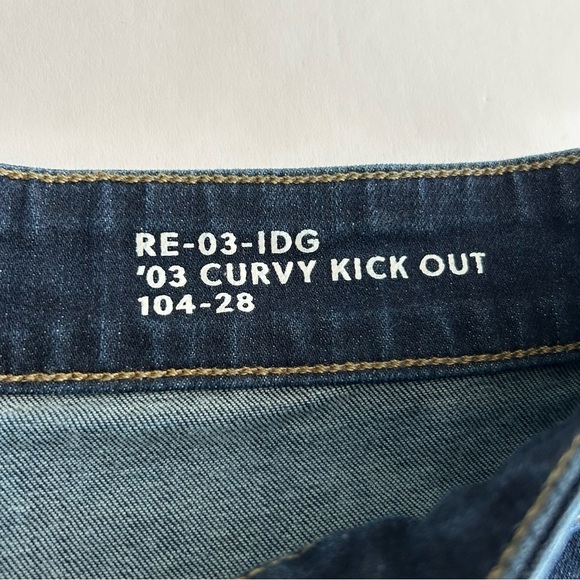 RE-03-IDG
'03 CURVY KICK OUT
104-28